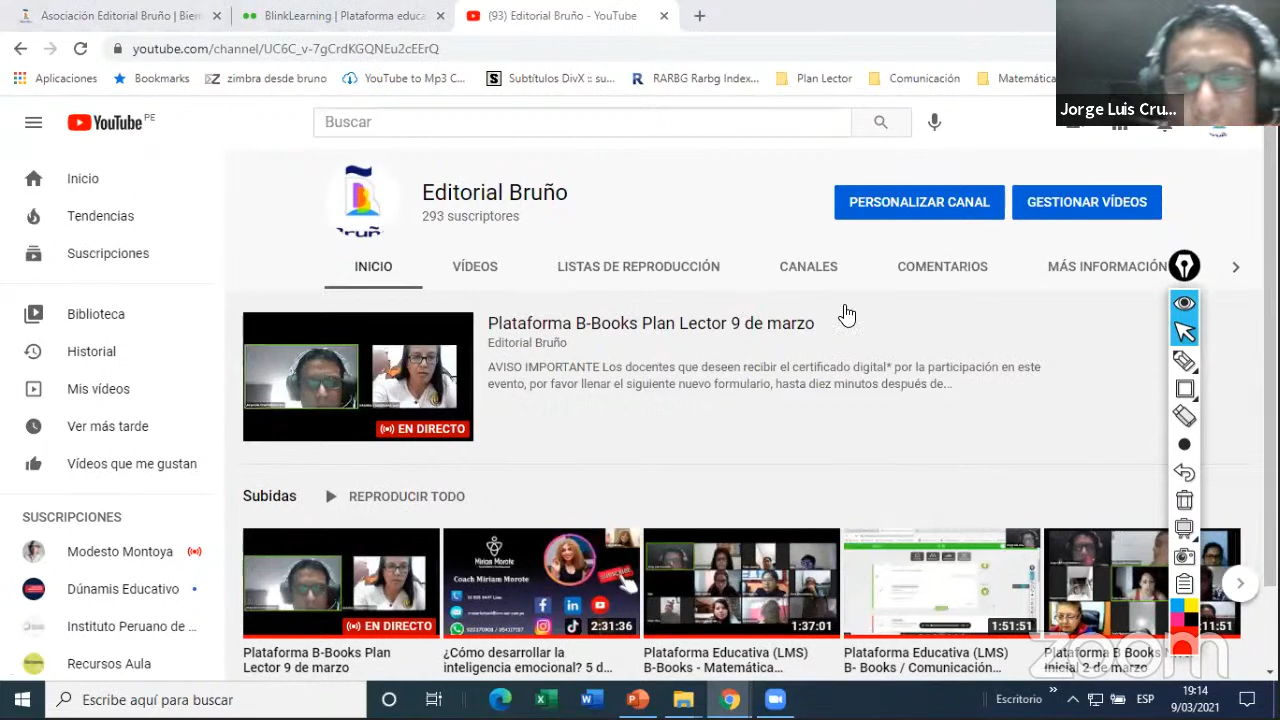 Asociación Editorial Bruño | Bien
BlinkLearning | Plataforma educa
(93) Editorial Bruño - YouTube
youtube.com/channel/UC6C_v-7gCrdKGQNEu2cEErQ
Aplicaciones
Bookmarks
zimbra desde bruno
YouTube to Mp3 C...
Subtítulos DivX :: su...
RARBG Rarbg Index...
Plan Lector
Comunicación
Matemátic
Jorge Luis Cru...
YouTube PE
Buscar
Inicio
Tendencias
Suscripciones
Biblioteca
Historial
Mis vídeos
Ver más tarde
Vídeos que me gustan
SUSCRIPCIONES
Modesto Montoya
Dúnamis Educativo
Instituto Peruano de ...
Recursos Aula
Editorial Bruño
293 suscriptores
PERSONALIZAR CANAL
GESTIONAR VÍDEOS
INICIO
VÍDEOS
LISTAS DE REPRODUCCIÓN
CANALES
COMENTARIOS
MÁS INFORMACIÓN
EN DIRECTO
Plataforma B-Books Plan Lector 9 de marzo
Editorial Bruño
AVISO IMPORTANTE Los docentes que deseen recibir el certificado digital* por la participación en este
evento, por favor llenar el siguiente nuevo formulario, hasta diez minutos después de...
Subidas
REPRODUCIR TODO
EN DIRECTO
Plataforma B-Books Plan
Lector 9 de marzo
Miriam Morote
Coach Miriam Morote
2:31:36
¿Cómo desarrollar la
inteligencia emocional? 5 d...
1:37:01
Plataforma Educativa (LMS)
B-Books - Matemática...
1:51:51
Plataforma Educativa (LMS)
B- Books / Comunicación...
:11:51
Plataforma B Books
Inicial 2 de marzo
zoom
Escribe aquí para buscar
Escritorio
ESP
19:14
9/03/2021